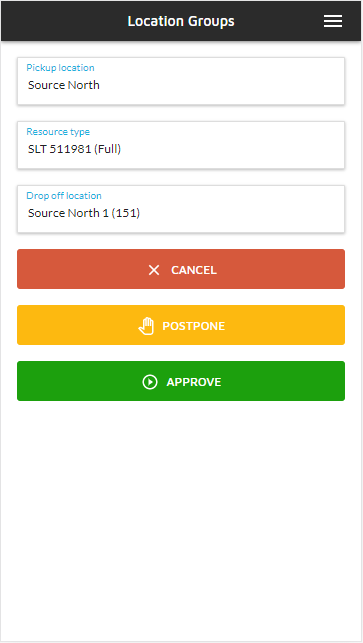 Location Groups
Pickup location
Source North
Resource type
SLT 511981 (Full)
Drop off location
Source North 1 (151)
CANCEL
POSTPONE
APPROVE